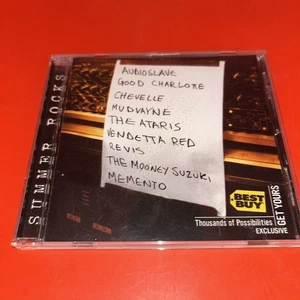 SUMMER ROCKS
AUDIOSLAVE
GOOD CHARLOTTE
CHEVELLE
MUDVAYNE
THE ATARIS
VENDETTA RED
REVIS
THE MOONEY SUZUKI
MEMENTO
BEST
BUY
Thousands of Possibilities
GET YOURS
EXCLUSIVE